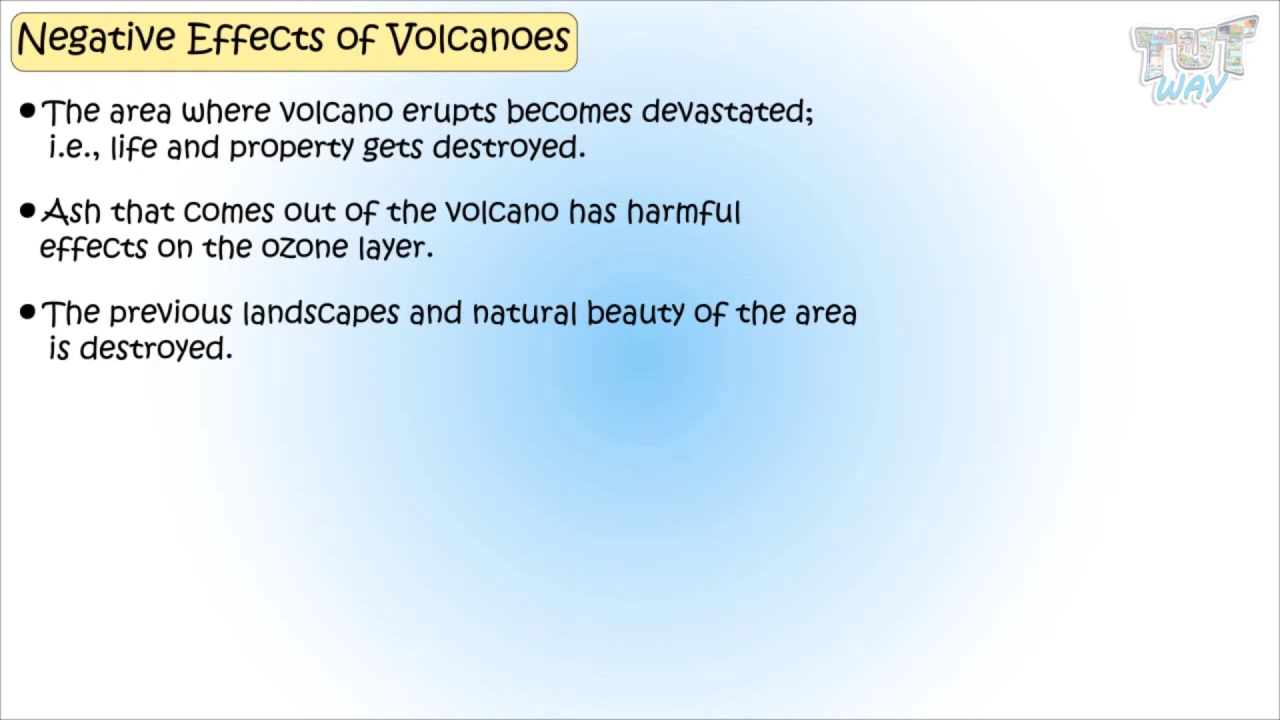 Negative Effects of Volcanoes
TUT
WAY
•The area where volcano erupts becomes devastated;
i.e., life and property gets destroyed.
•Ash that comes out of the volcano has harmful
effects on the ozone layer.
•The previous landscapes and natural beauty of the area
is destroyed.